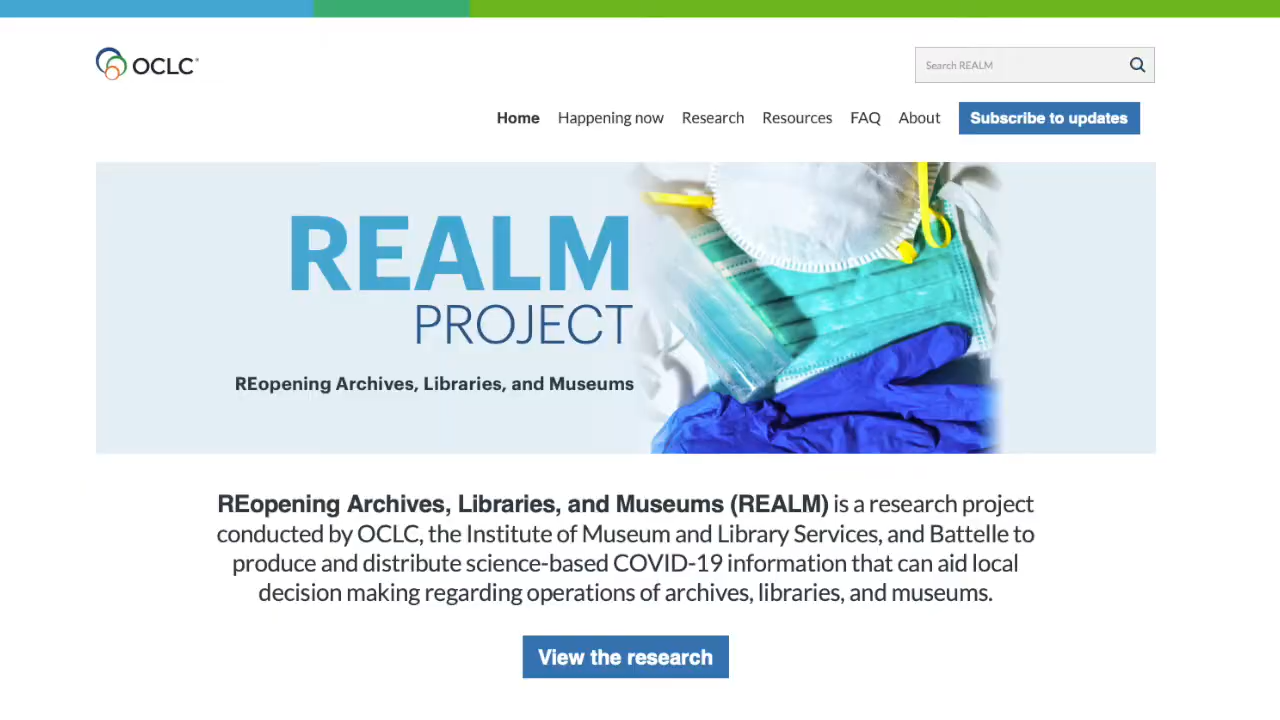 OCLC®
Search REALM
Home Happening now Research Resources FAQ About Subscribe to updates
REALM
PROJECT
REopening Archives, Libraries, and Museums
REopening Archives, Libraries, and Museums (REALM) is a research project
conducted by OCLC, the Institute of Museum and Library Services, and Battelle to
produce and distribute science-based COVID-19 information that can aid local
decision making regarding operations of archives, libraries, and museums.
View the research